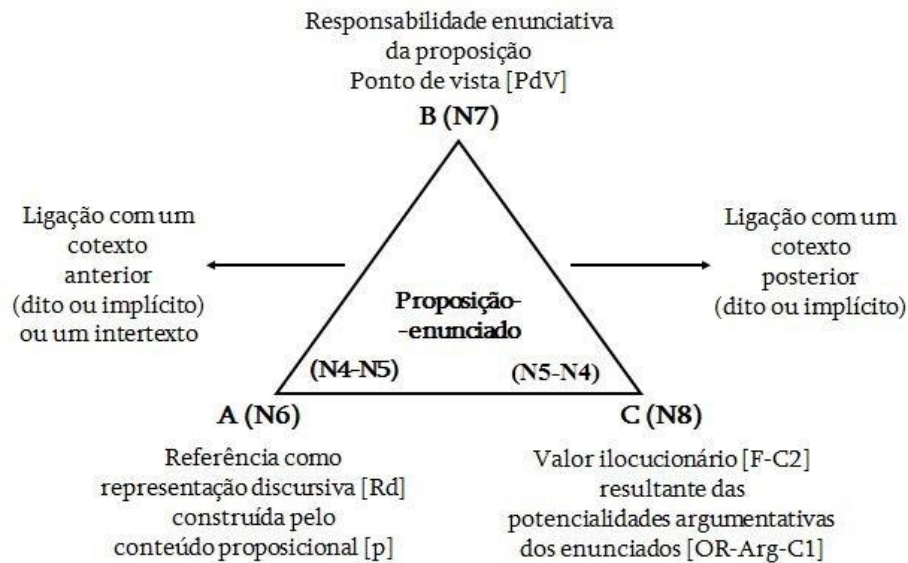 Responsabilidade enunciativa
da proposição
Ponto de vista [PdV]
B (N7)
Ligação com um
cotexto
anterior
(dito ou implícito)
ou um intertexto
Ligação com um
cotexto
posterior
(dito ou implícito)
Proposição-
-enunciado
(N4-N5)
(N5-N4)
A (N6)
C (N8)
Referência como
representação discursiva [Rd]
construída pelo
conteúdo proposicional [p]
Valor ilocucionário [F-C2]
resultante das
potencialidades argumentativas
dos enunciados [OR-Arg-C1]